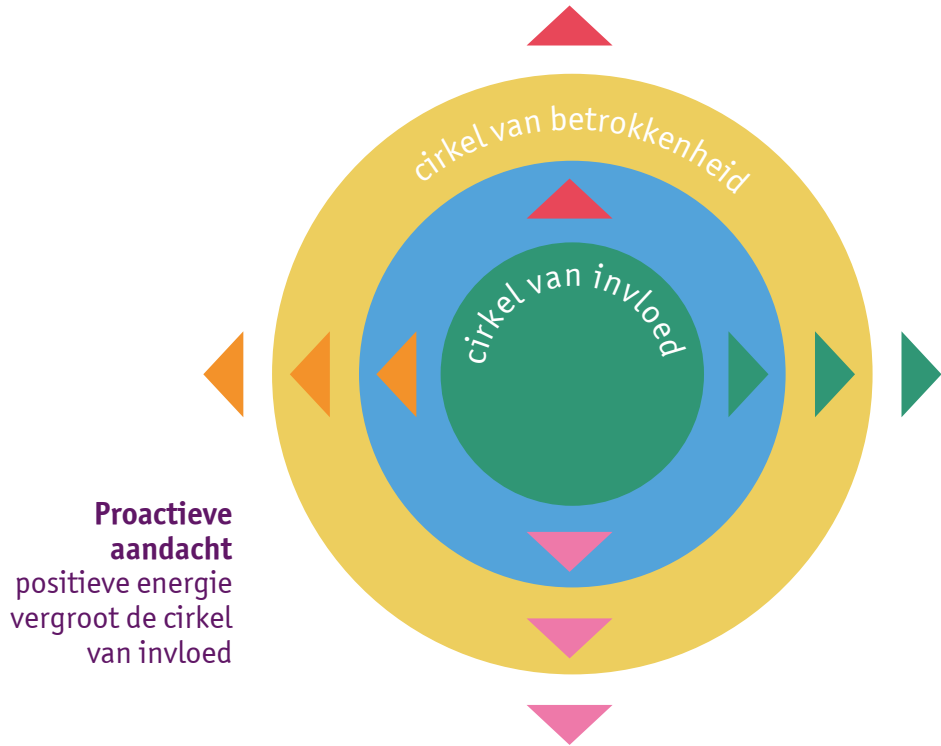 cirkel van betrokkenheid
cirkel van invloed
Proactieve
aandacht
positieve energie
vergroot de cirkel
van invloed